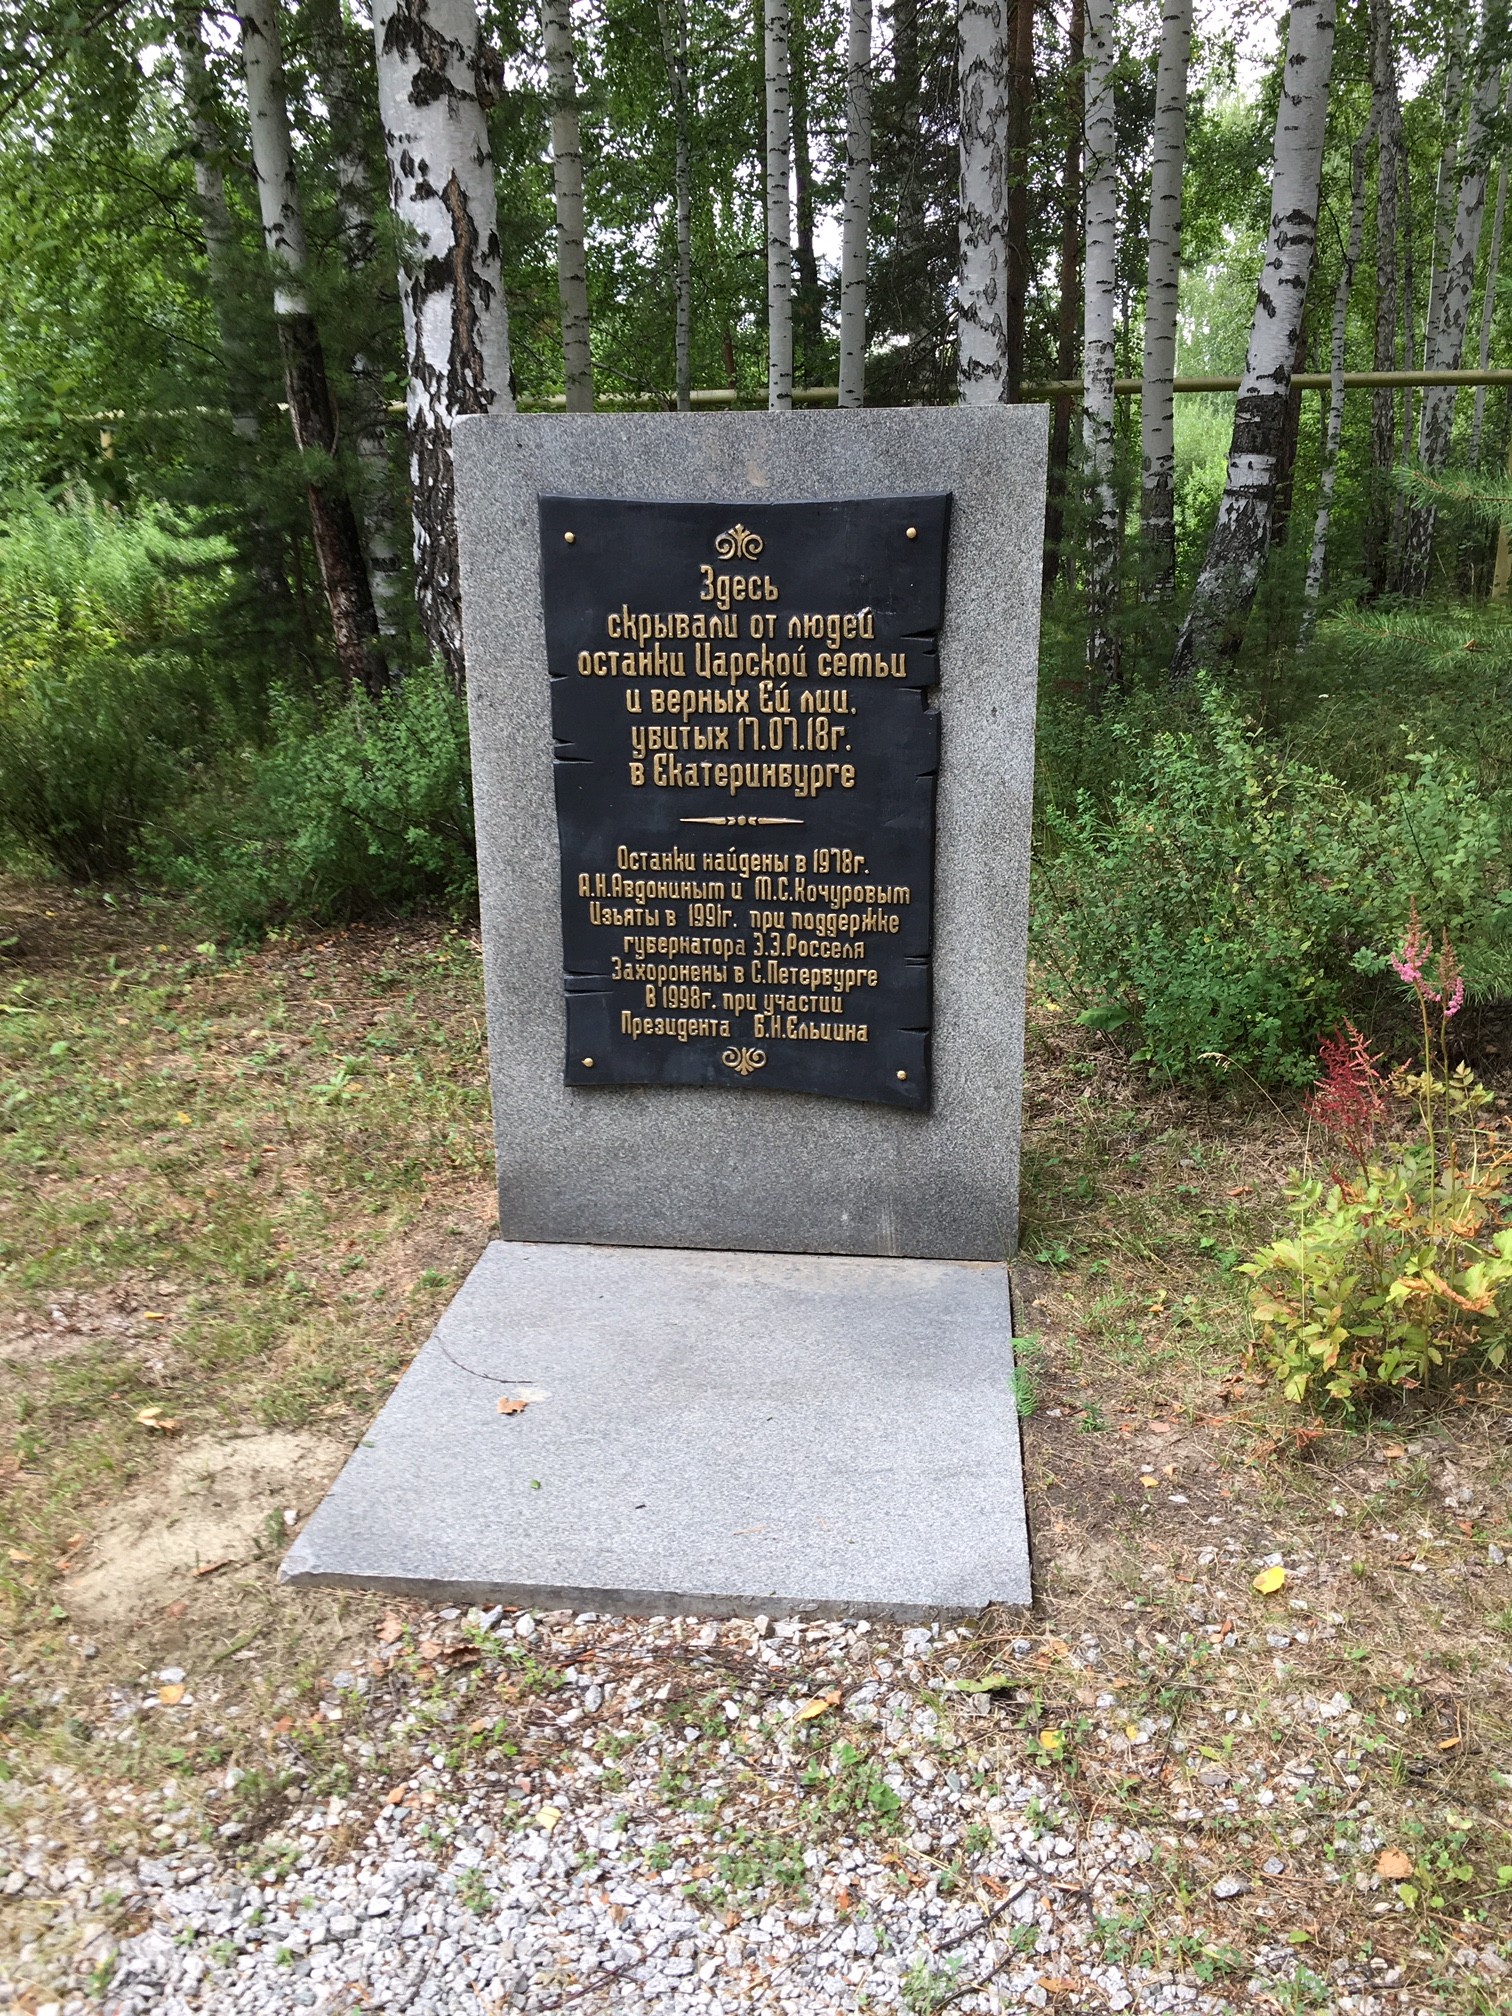 Здесь
скрывали от людей
останки Царской семьи
и верных Ей лиц,
убитых 17.07.18г.
в Екатеринбурге
Останки найдены в 1978г.
А.Н.Авдониным и М.С.Кочуровым
Изъяты в 1991г. при поддержке
губернатора Э.Э.Росселя
Захоронены в С.Петербурге
В 1998г. при участии
Президента Б.Н.Ельцина